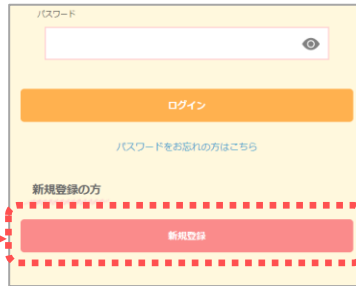 パスワード
ログイン
パスワードをお忘れの方はこちら
新規登録の方
新規登録